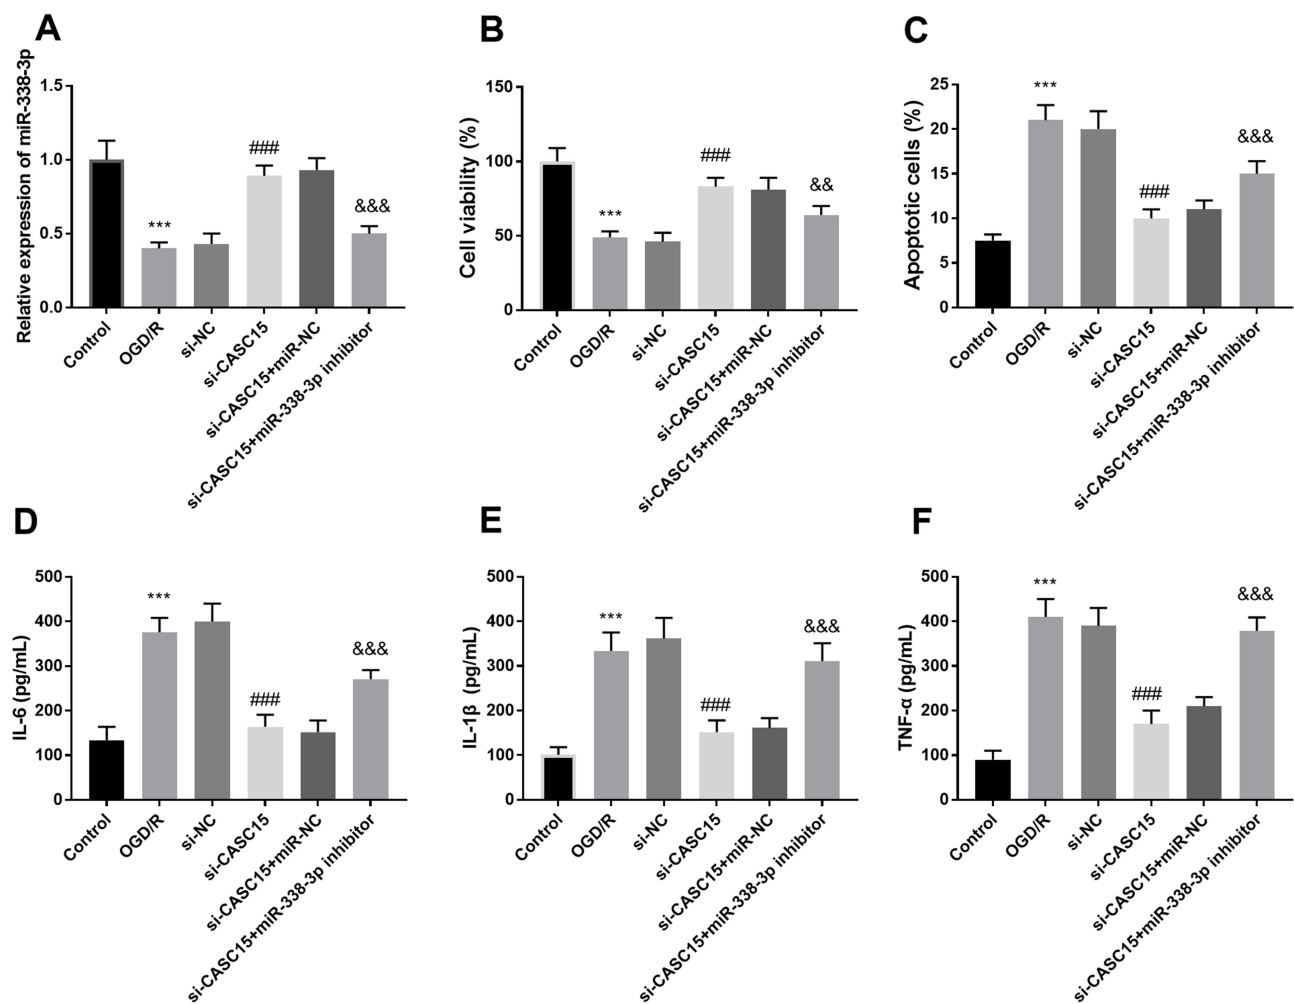 A
Relative expression of miR-338-3p
1.5
1.0
0.5
0.0
***
###
&&&
Control
OGD/R
si-NC
si-CASC15
si-CASC15+miR-NC
si-CASC15+miR-338-3p inhibitor
B
Cell viability (%)
150
100
50
0
***
###
&&
Control
OGD/R
si-NC
si-CASC15
si-CASC15+miR-NC
si-CASC15+miR-338-3p inhibitor
C
Apoptotic cells (%)
25
20
15
10
5
0
***
###
&&&
Control
OGD/R
si-NC
si-CASC15
si-CASC15+miR-NC
si-CASC15+miR-338-3p inhibitor
D
IL-6 (pg/mL)
500
400
300
200
100
0
***
###
&&&
Control
OGD/R
si-NC
si-CASC15
si-CASC15+miR-NC
si-CASC15+miR-338-3p inhibitor
E
IL-1β (pg/mL)
500
400
300
200
100
0
***
###
&&&
Control
OGD/R
si-NC
si-CASC15
si-CASC15+miR-NC
si-CASC15+miR-338-3p inhibitor
F
TNF-α (pg/mL)
500
400
300
200
100
0
***
###
&&&
Control
OGD/R
si-NC
si-CASC15
si-CASC15+miR-NC
si-CASC15+miR-338-3p inhibitor